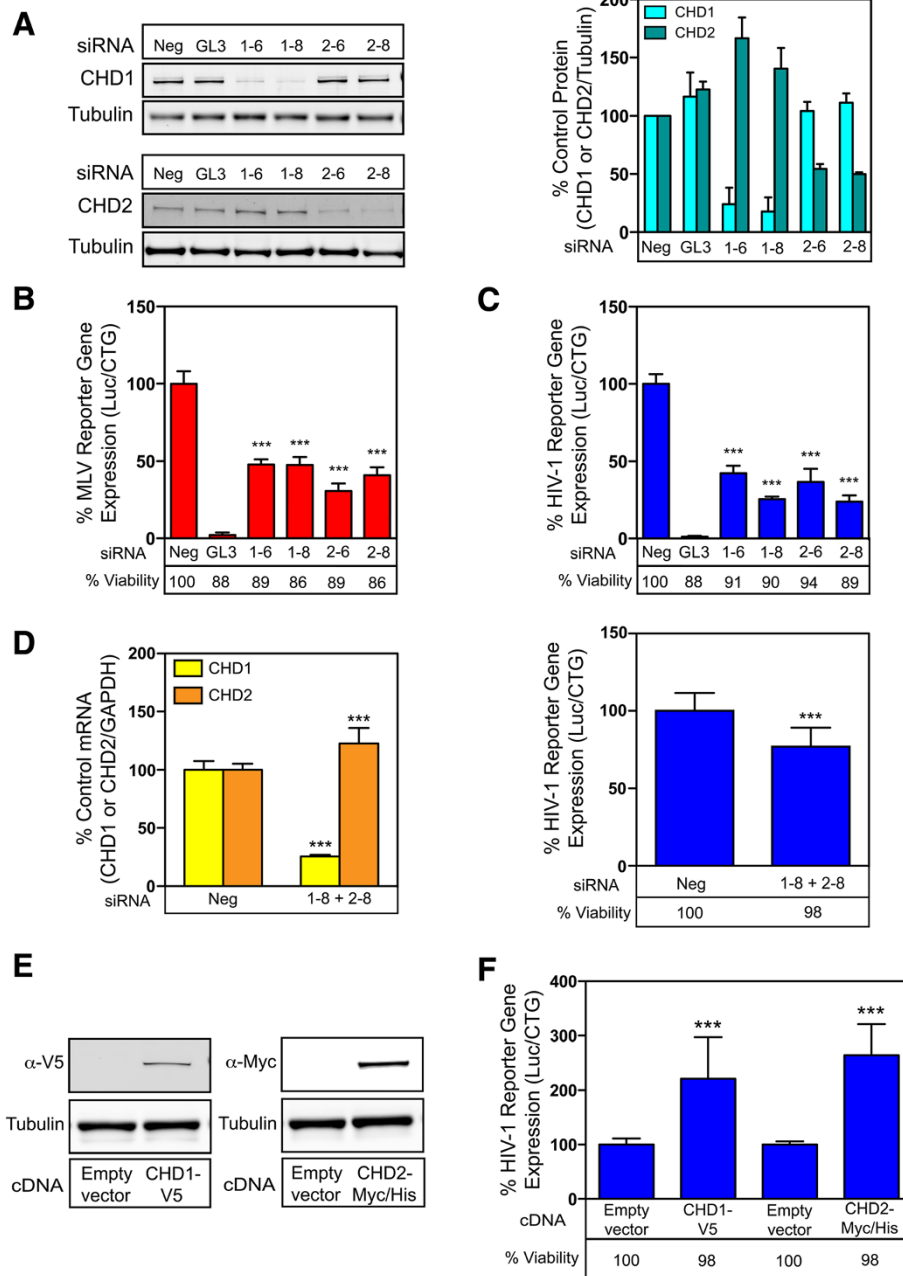 A
siRNA Neg GL3 1-6 1-8 2-6 2-8
CHD1
Tubulin
siRNA Neg GL3 1-6 1-8 2-6 2-8
CHD2
Tubulin
% Control Protein
(CHD1 or CHD2/Tubulin)
200
150
100
50
0
CHD1
CHD2
siRNA Neg GL3 1-6 1-8 2-6 2-8
B
% MLV Reporter Gene
Expression (Luc/CTG)
150
100
50
0
*** *** *** ***
siRNA Neg GL3 1-6 1-8 2-6 2-8
% Viability 100 88 89 86 89 86
C
% HIV-1 Reporter Gene
Expression (Luc/CTG)
150
100
50
0
*** *** *** ***
siRNA Neg GL3 1-6 1-8 2-6 2-8
% Viability 100 88 91 90 94 89
D
% Control mRNA
(CHD1 or CHD2/GAPDH)
200
150
100
50
0
CHD1
CHD2
*** ***
siRNA Neg 1-8 + 2-8
% HIV-1 Reporter Gene
Expression (Luc/CTG)
150
100
50
0
***
siRNA Neg 1-8 + 2-8
% Viability 100 98
E
α-V5
Tubulin
cDNA Empty vector CHD1-V5
α-Myc
Tubulin
cDNA Empty vector CHD2-Myc/His
F
% HIV-1 Reporter Gene
Expression (Luc/CTG)
400
300
200
100
0
*** ***
cDNA Empty vector CHD1-V5 Empty vector CHD2-Myc/His
% Viability 100 98 100 98